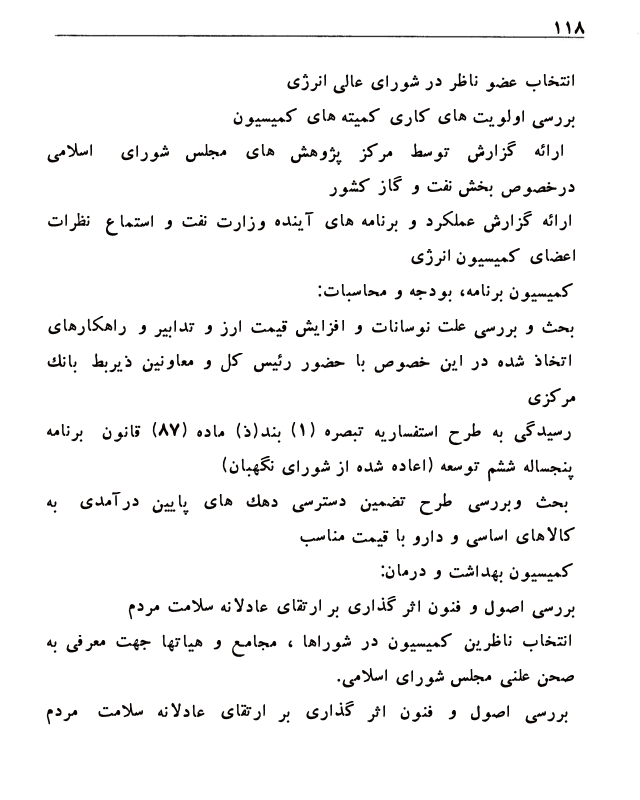 ۱۱۸
انتخاب عضو ناظر در شورای عالی انرژی
بررسی اولویت های کاری کمیته های کمیسیون
ارائه گزارش توسط مرکز پژوهش های مجلس شورای اسلامی
درخصوص بخش نفت و گاز کشور
ارائه گزارش عملکرد و برنامه های آینده وزارت نفت و استماع نظرات
اعضای کمیسیون انرژی
کمیسیون برنامه، بودجه و محاسبات:
بحث و بررسی علت نوسانات و افزایش قیمت ارز و تدابیر و راهکارهای
اتخاذ شده در این خصوص با حضور رئیس کل و معاونین ذیربط بانک
مرکزی
رسیدگی به طرح استفساریه تبصره (۱) بند(ذ) ماده (۸۷) قانون برنامه
پنجساله ششم توسعه (اعاده شده از شورای نگهبان)
بحث وبررسی طرح تضمین دسترسی دهک های پایین درآمدی به
کالاهای اساسی و دارو با قیمت مناسب
کمیسیون بهداشت و درمان:
بررسی اصول و فنون اثر گذاری بر ارتقای عادلانه سلامت مردم
انتخاب ناظرین کمیسیون در شوراها ، مجامع و هیاتها جهت معرفی به
صحن علنی مجلس شورای اسلامی.
بررسی اصول و فنون اثر گذاری بر ارتقای عادلانه سلامت مردم